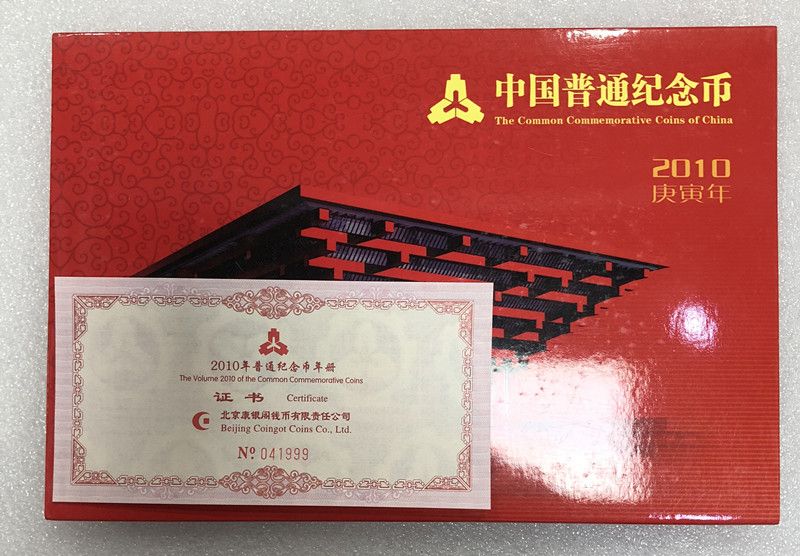 中国普通纪念币
The Common Commemorative Coins of China
2010
庚寅年
2010年普通纪念币年册
The Volume 2010 of the Common Commemorative Coins
证 书 Certificate
北京康银阁钱币有限责任公司
Beijing Coingot Coins Co., Ltd.
Nº 041999